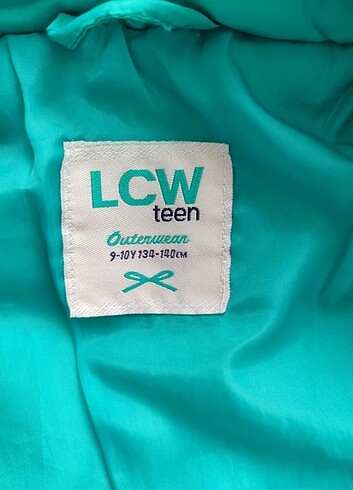 LCW
teen
Outerwear
9-10Y 134-140CM